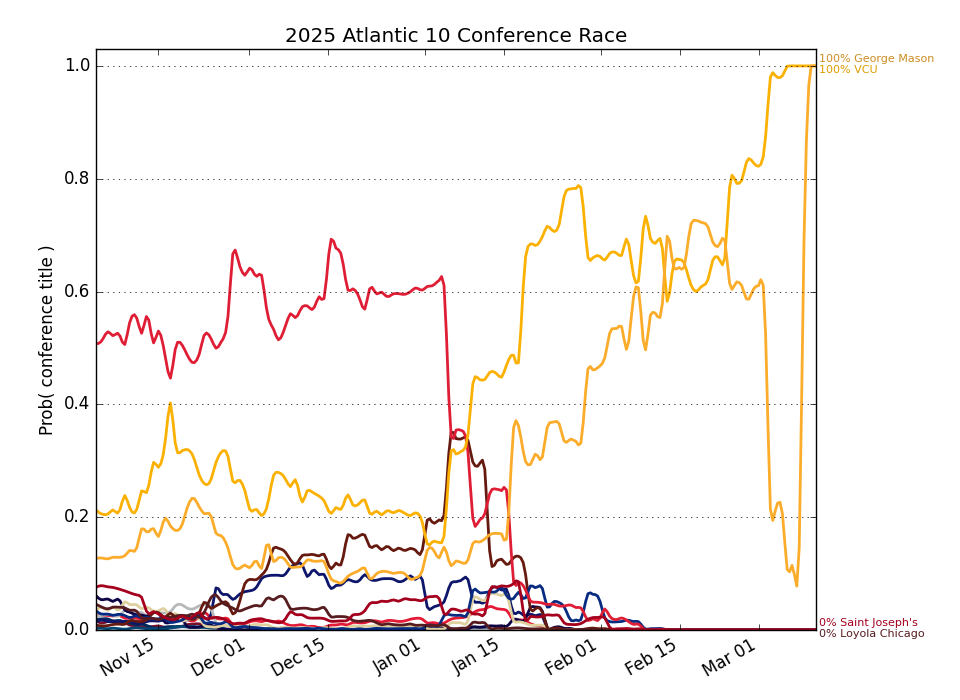 2025 Atlantic 10 Conference Race
Prob( conference title )
1.0
0.8
0.6
0.4
0.2
0.0
Nov 15
Dec 01
Dec 15
Jan 01
Jan 15
Feb 01
Feb 15
Mar 01
100% George Mason
100% VCU
0% Saint Joseph's
0% Loyola Chicago